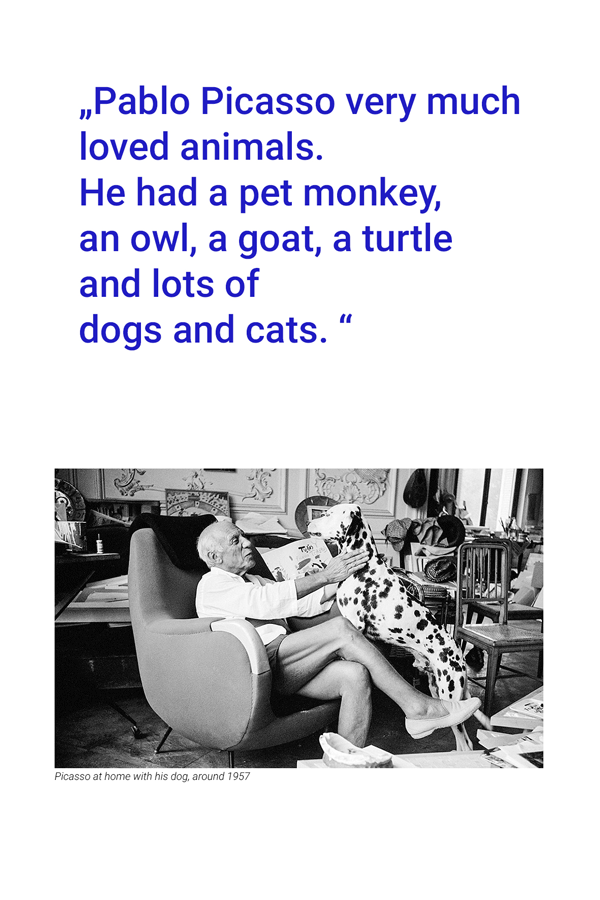 „Pablo Picasso very much
loved animals.
He had a pet monkey,
an owl, a goat, a turtle
and lots of
dogs and cats. “
Picasso at home with his dog, around 1957